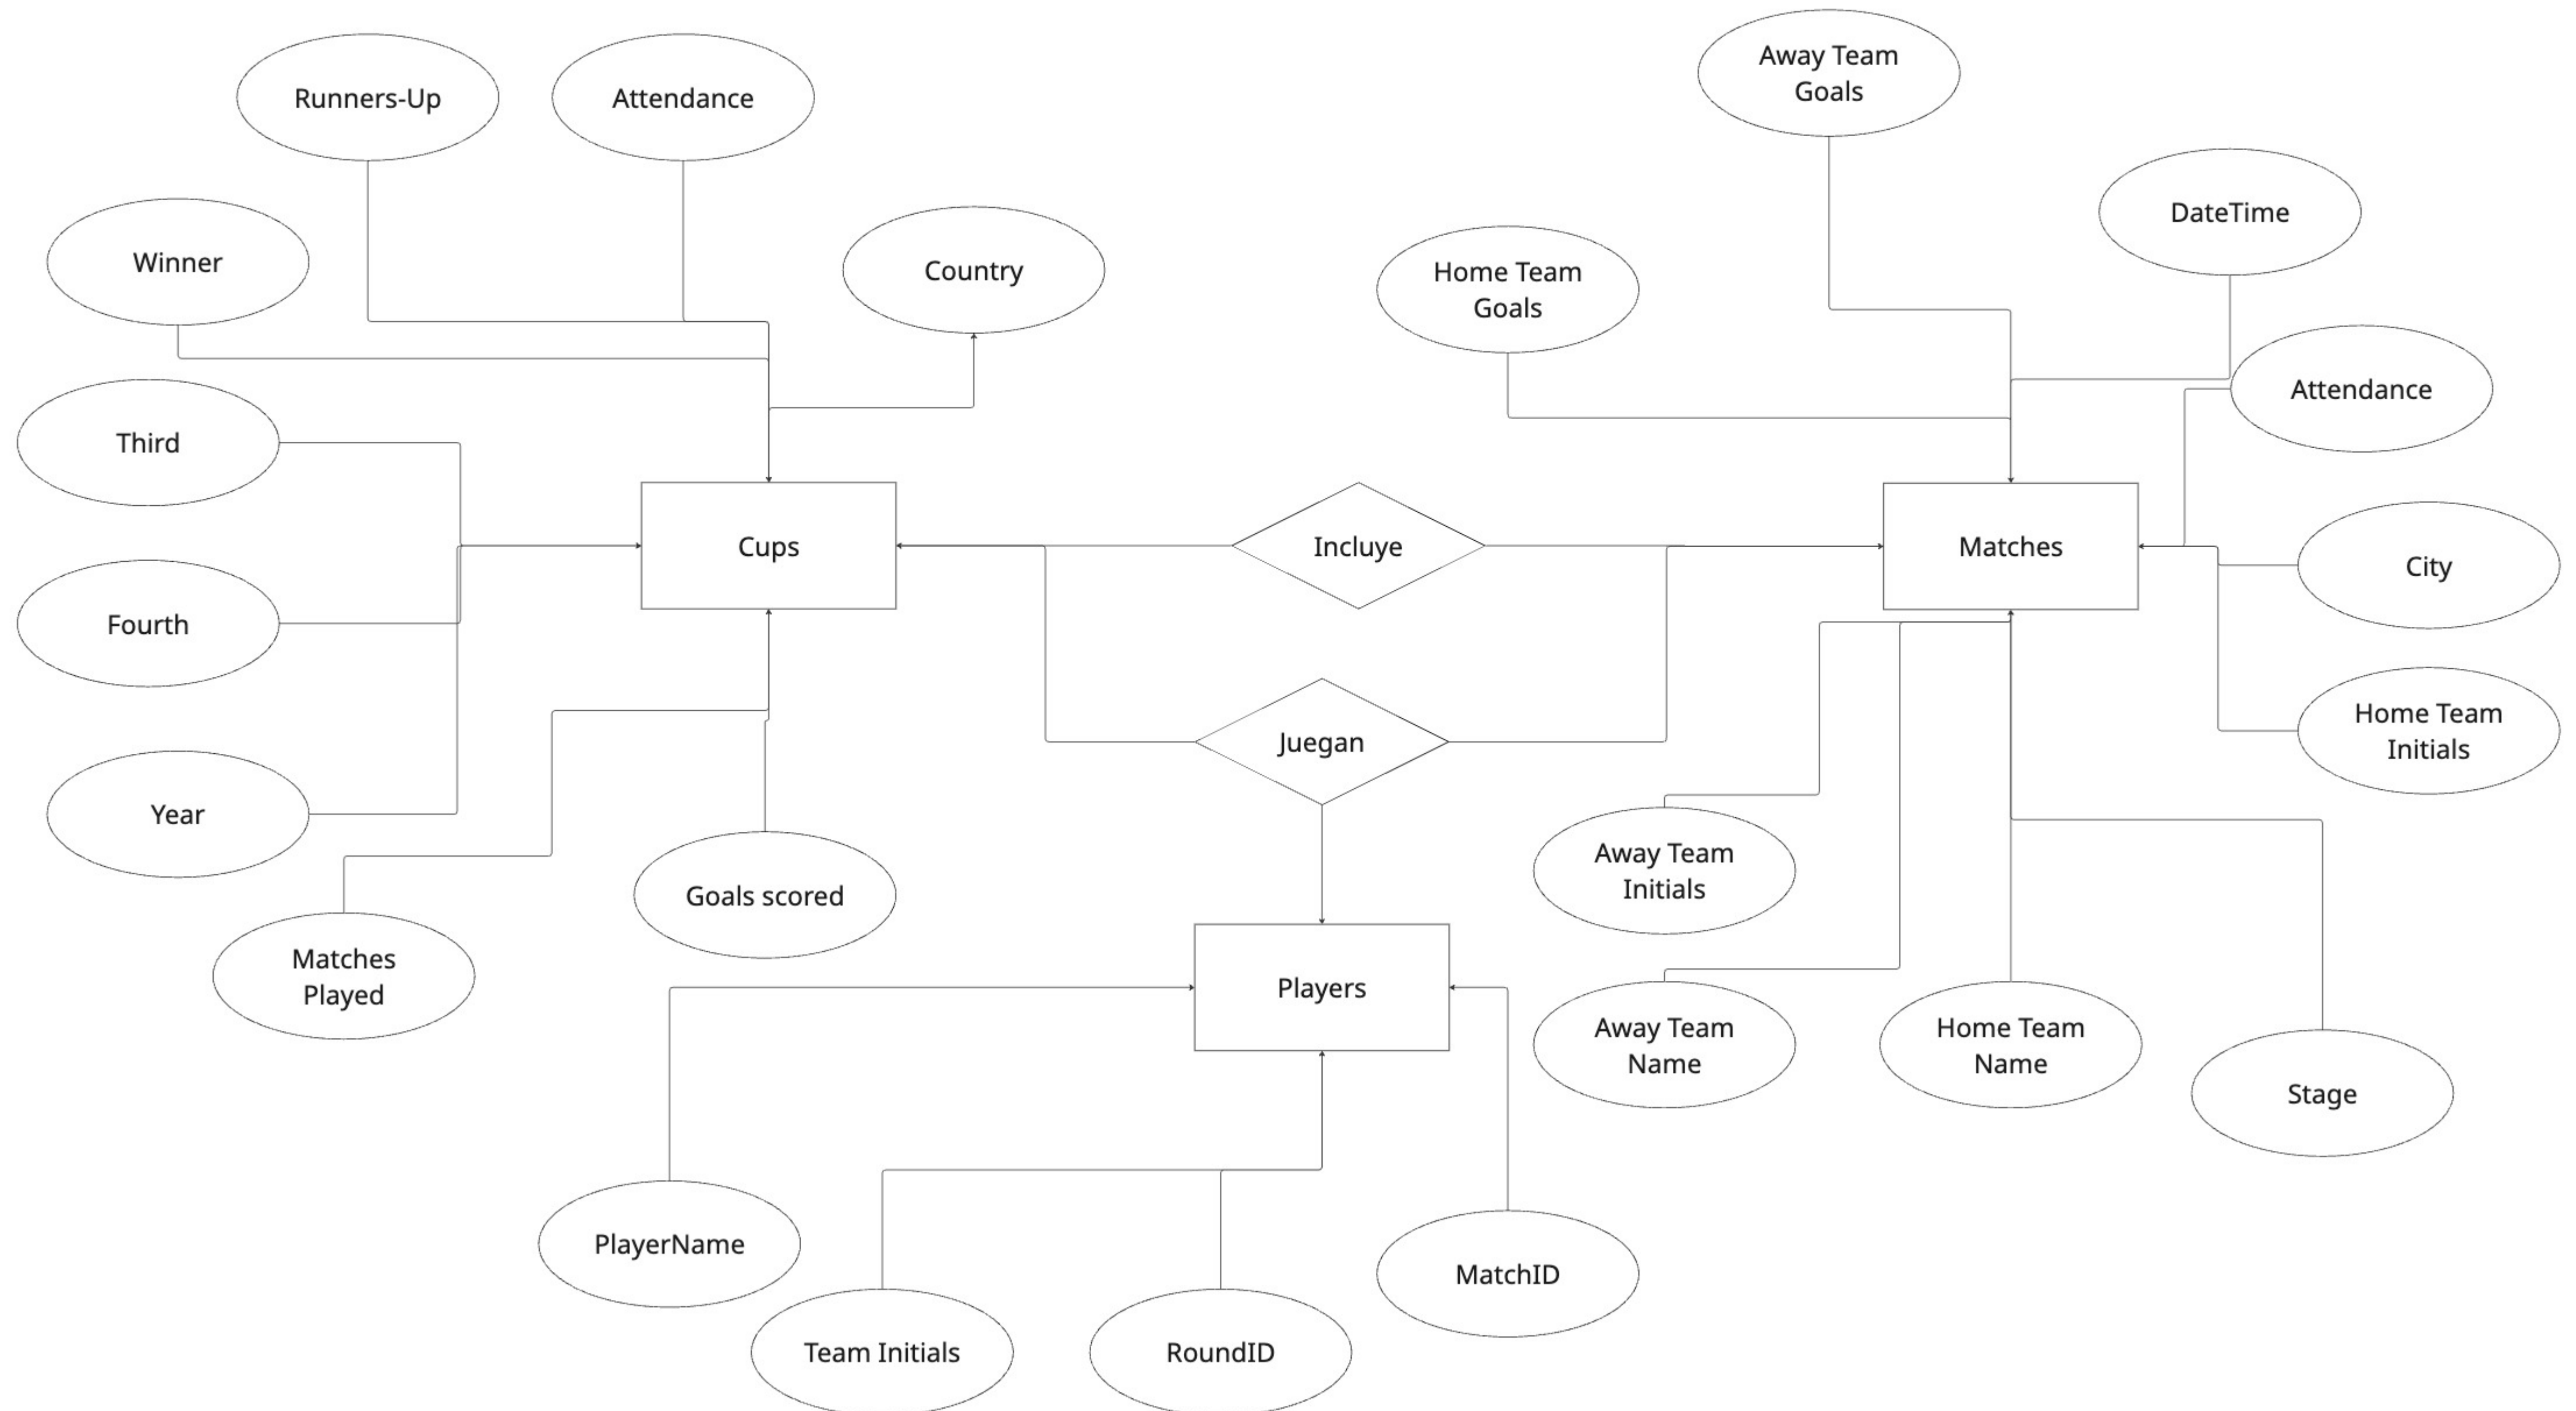 Away Team
Goals
Runners-Up
Attendance
DateTime
Winner
Country
Home Team
Goals
Attendance
Third
Cups
Incluye
Matches
City
Fourth
Home Team
Initials
Juegan
Year
Away Team
Initials
Goals scored
Matches
Played
Players
Away Team
Name
Home Team
Name
Stage
PlayerName
MatchID
Team Initials
RoundID